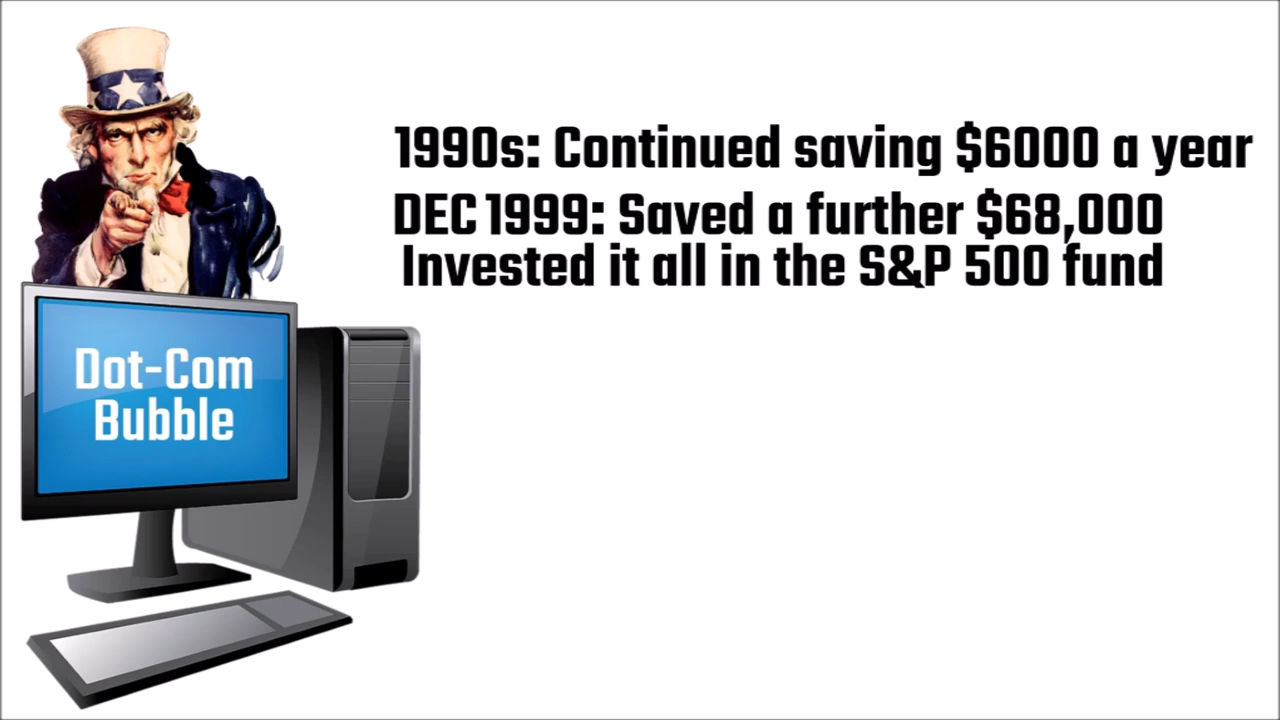 1990s: Continued saving $6000 a year
DEC 1999: Saved a further $68,000
Invested it all in the S&P 500 fund
Dot-Com
Bubble